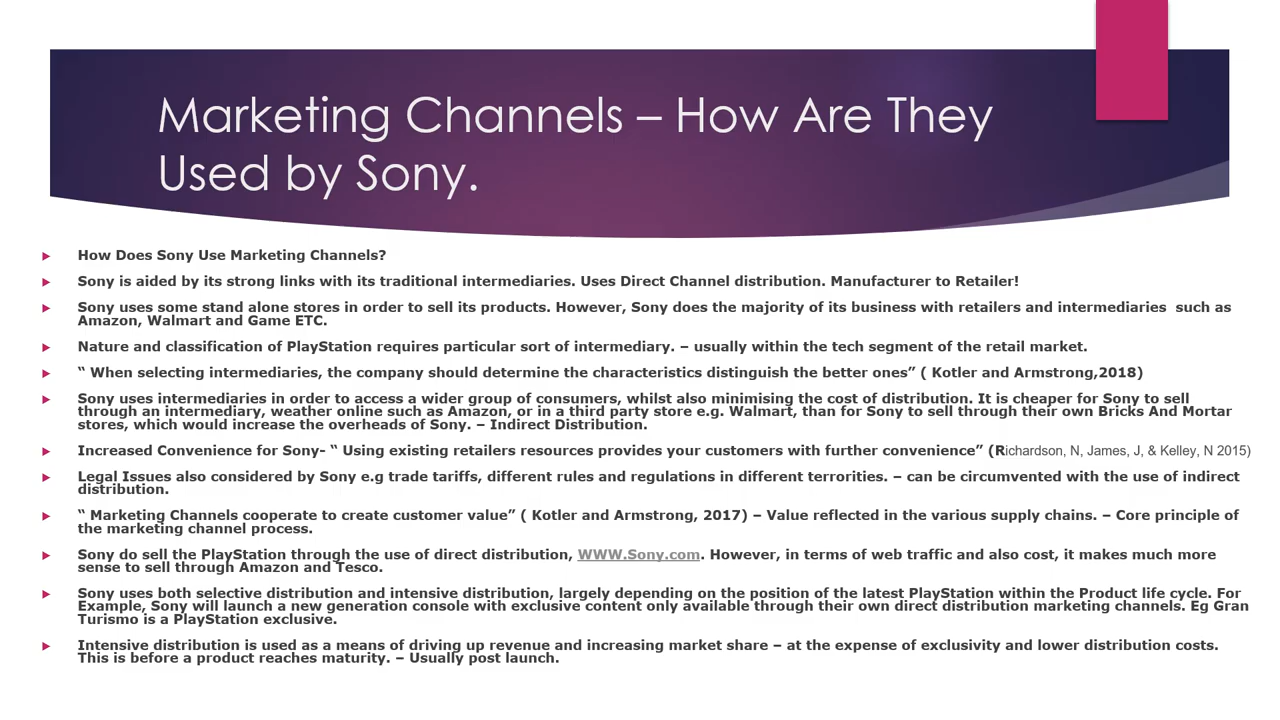 Marketing Channels – How Are They
Used by Sony.
How Does Sony Use Marketing Channels?
Sony is aided by its strong links with its traditional intermediaries. Uses Direct Channel distribution. Manufacturer to Retailer!
Sony uses some stand alone stores in order to sell its products. However, Sony does the majority of its business with retailers and intermediaries  such as
Amazon, Walmart and Game ETC.
Nature and classification of PlayStation requires particular sort of intermediary. – usually within the tech segment of the retail market.
“ When selecting intermediaries, the company should determine the characteristics distinguish the better ones” ( Kotler and Armstrong,2018)
Sony uses intermediaries in order to access a wider group of consumers, whilst also minimising the cost of distribution. It is cheaper for Sony to sell
through an intermediary, weather online such as Amazon, or in a third party store e.g. Walmart, than for Sony to sell through their own Bricks And Mortar
stores, which would increase the overheads of Sony. – Indirect Distribution.
Increased Convenience for Sony- “ Using existing retailers resources provides your customers with further convenience” (Richardson, N, James, J, & Kelley, N 2015)
Legal Issues also considered by Sony e.g trade tariffs, different rules and regulations in different terrorities. – can be circumvented with the use of indirect
distribution.
“ Marketing Channels cooperate to create customer value” ( Kotler and Armstrong, 2017) – Value reflected in the various supply chains. – Core principle of
the marketing channel process.
Sony do sell the PlayStation through the use of direct distribution, WWW.Sony.com. However, in terms of web traffic and also cost, it makes much more
sense to sell through Amazon and Tesco.
Sony uses both selective distribution and intensive distribution, largely depending on the position of the latest PlayStation within the Product life cycle. For
Example, Sony will launch a new generation console with exclusive content only available through their own direct distribution marketing channels. Eg Gran
Turismo is a PlayStation exclusive.
Intensive distribution is used as a means of driving up revenue and increasing market share – at the expense of exclusivity and lower distribution costs.
This is before a product reaches maturity. – Usually post launch.